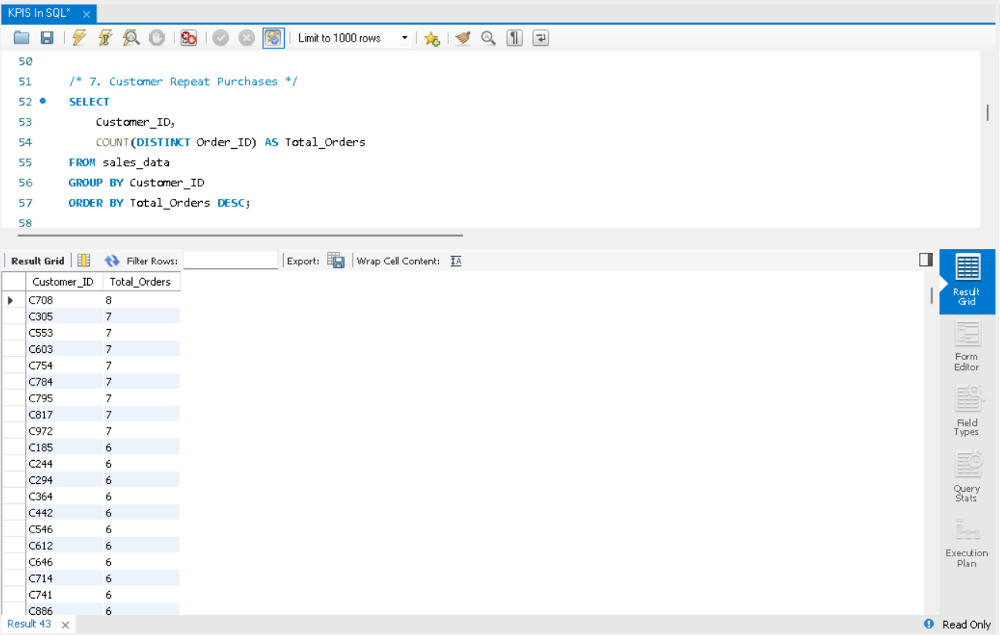 KPIS In SQL* ×
Limit to 1000 rows
50
51 /* 7. Customer Repeat Purchases */
52 SELECT
53 Customer_ID,
54 COUNT(DISTINCT Order_ID) AS Total_Orders
55 FROM sales_data
56 GROUP BY Customer_ID
57 ORDER BY Total_Orders DESC;
58
Result Grid Filter Rows: Export: Wrap Cell Content: IA
Customer_ID Total_Orders
C708 8
C305 7
C553 7
C603 7
C754 7
C784 7
C795 7
C817 7
C972 7
C185 6
C244 6
C294 6
C364 6
C442 6
C546 6
C612 6
C646 6
C714 6
C741 6
C886 6
Result
Grid
Form
Editor
Field
Types
Query
Stats
Execution
Plan
Result 43 ×
Read Only